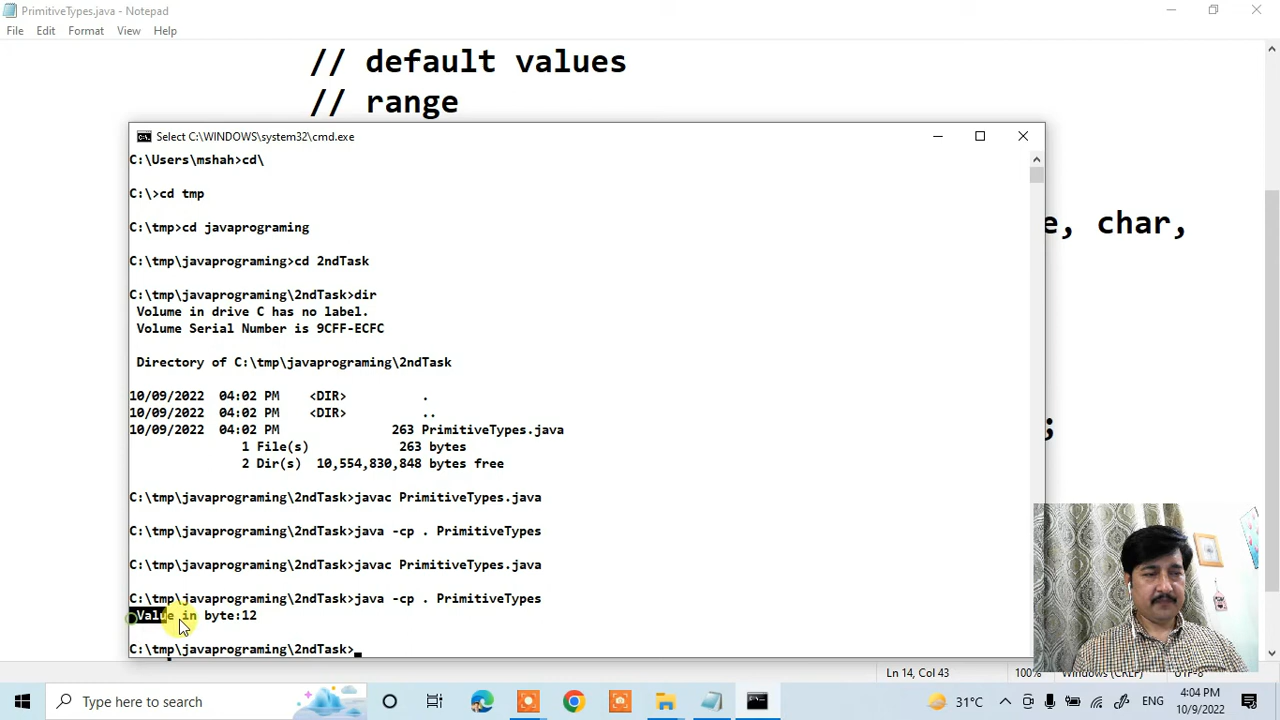 PrimitiveTypes.java - Notepad
File Edit Format View Help
// default values
// range
Select C:\WINDOWS\system32\cmd.exe
C:\Users\mshah>cd\
C:\>cd tmp
C:\tmp>cd javaprograming
e, char,
C:\tmp\javaprograming>cd 2ndTask
C:\tmp\javaprograming\2ndTask>dir
Volume in drive C has no label.
Volume Serial Number is 9CFF-ECFC
Directory of C:\tmp\javaprograming\2ndTask
10/09/2022 04:02 PM <DIR> .
10/09/2022 04:02 PM <DIR> ..
10/09/2022 04:02 PM 263 PrimitiveTypes.java
;
1 File(s) 263 bytes
2 Dir(s) 10,554,830,848 bytes free
C:\tmp\javaprograming\2ndTask>javac PrimitiveTypes.java
C:\tmp\javaprograming\2ndTask>java -cp . PrimitiveTypes
C:\tmp\javaprograming\2ndTask>javac PrimitiveTypes.java
C:\tmp\javaprograming\2ndTask>java -cp . PrimitiveTypes
Value in byte:12
C:\tmp\javaprograming\2ndTask>
Ln 14, Col 43 100% Windows (CRLF) UTF-8
Type here to search
31°C ENG 4:04 PM
10/9/2022